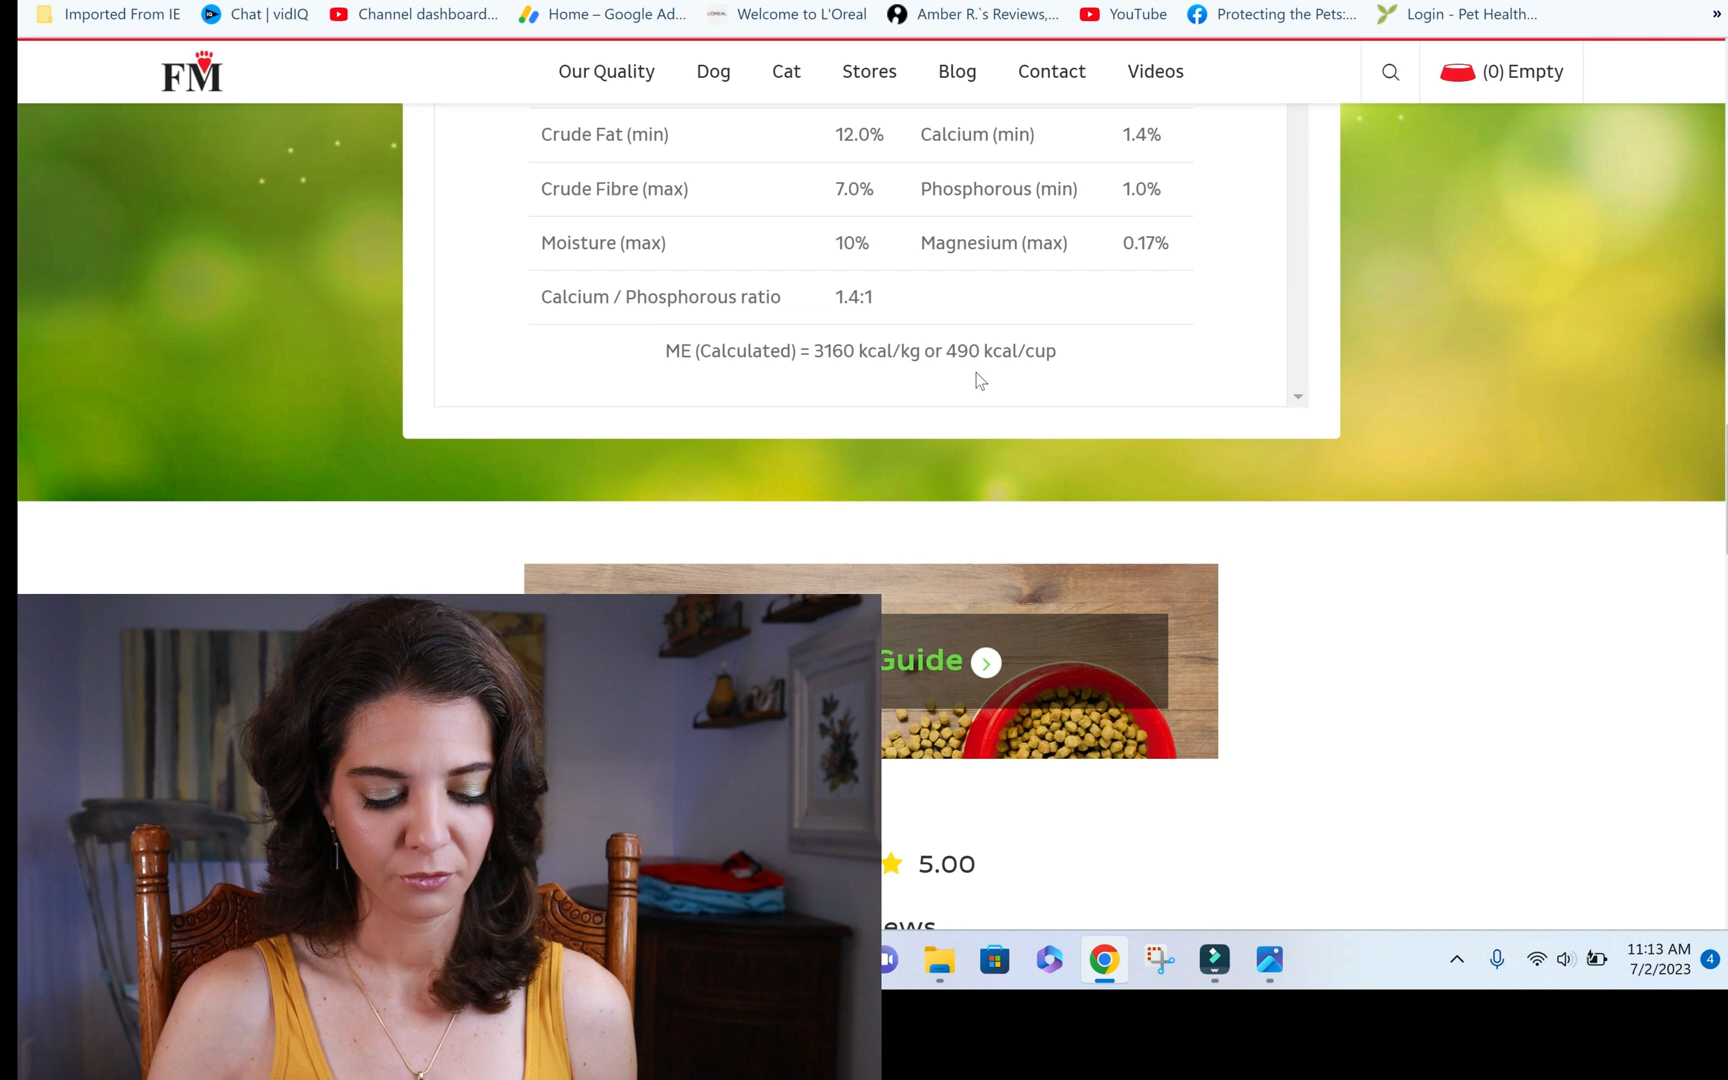 Imported From IE Chat | vidIQ Channel dashboard... Home – Google Ad... L'OREAL Welcome to L'Oreal Amber R.`s Reviews,... YouTube Protecting the Pets:... Login - Pet Health... »
FM Our Quality Dog Cat Stores Blog Contact Videos (0) Empty
Crude Fat (min) 12.0% Calcium (min) 1.4%
Crude Fibre (max) 7.0% Phosphorous (min) 1.0%
Moisture (max) 10% Magnesium (max) 0.17%
Calcium / Phosphorous ratio 1.4:1
ME (Calculated) = 3160 kcal/kg or 490 kcal/cup
Guide
5.00
ews
11:13 AM
7/2/2023 4